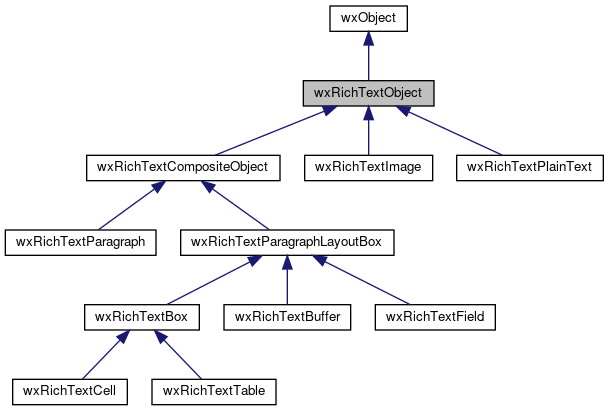 wxObject
wxRichTextObject
wxRichTextCompositeObject
wxRichTextImage
wxRichTextPlainText
wxRichTextParagraph
wxRichTextParagraphLayoutBox
wxRichTextBox
wxRichTextBuffer
wxRichTextField
wxRichTextCell
wxRichTextTable